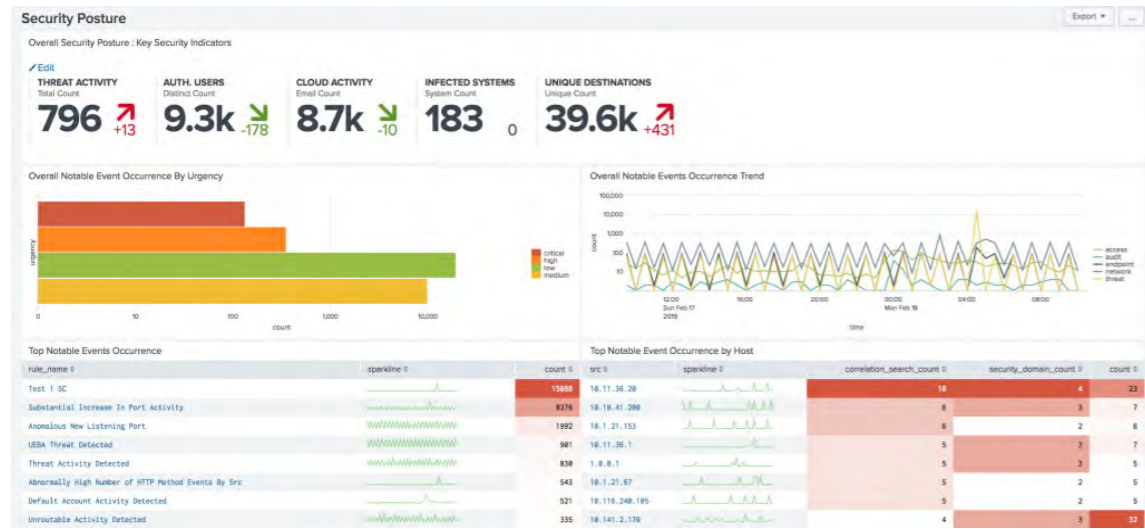 Security Posture
Export
...
Overall Security Posture : Key Security Indicators
Edit
THREAT ACTIVITY
Total Count
796
+13
AUTH. USERS
Distinct Count
9.3k
-178
CLOUD ACTIVITY
Email Count
8.7k
-10
INFECTED SYSTEMS
System Count
183
0
UNIQUE DESTINATIONS
Unique Count
39.6k
+431
Overall Notable Event Occurrence By Urgency
urgency
critical
high
low
medium
0 10 100 1,000 10,000
count
Overall Notable Events Occurrence Trend
100,000
10,000
1,000
100
10
count
access
audit
endpoint
network
threat
12:00 16:00 20:00 00:00 04:00 08:00
Sun Feb 17 Mon Feb 18
2019
time
Top Notable Events Occurrence
rule_name sparkline count
Test 1 SC 15088
Substantial Increase In Port Activity 8376
Anomalous New Listening Port 1992
UEBA Threat Detected 901
Threat Activity Detected 830
Abnormally High Number of HTTP Method Events By Src 543
Default Account Activity Detected 521
Unroutable Activity Detected 335
Top Notable Event Occurrence by Host
src sparkline correlation_search_count security_domain_count count
10.11.36.20 10 4 23
6 3 7
10.1.21.153 6 2 6
10.11.36.1 5 3 7
1.0.0.1 5 3 5
10.1.21.67 5 2 5
10.116.240.105 5 2 5
10.141.2.178 4 3 32